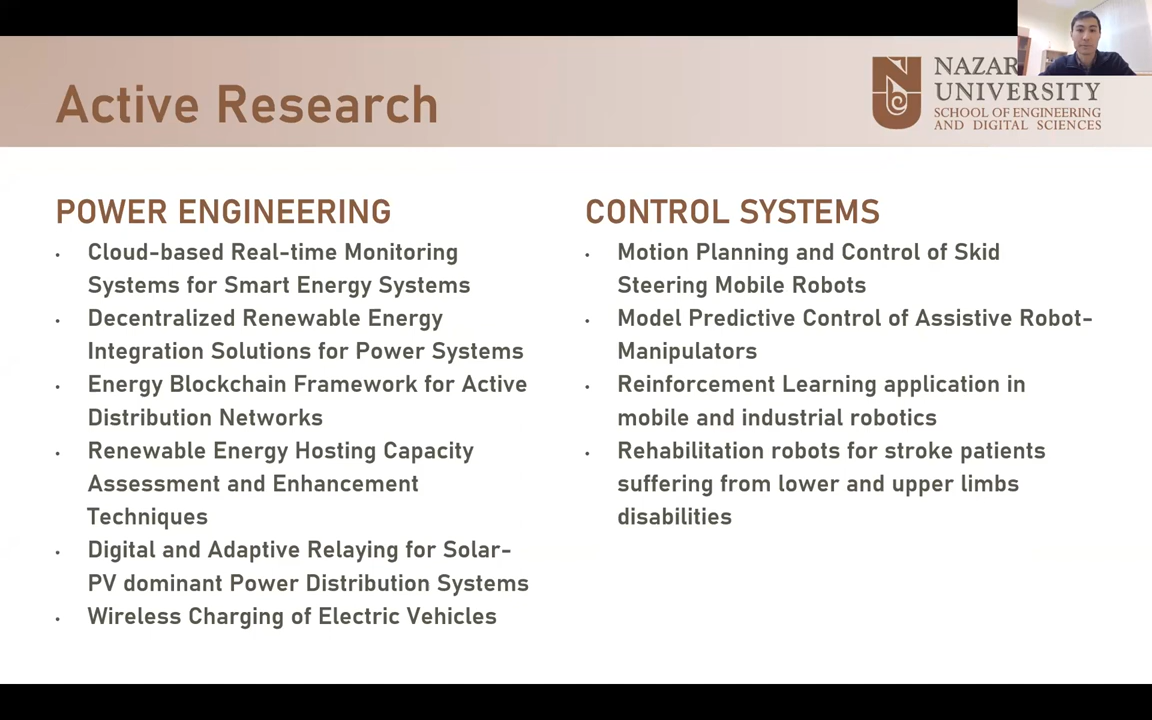 Active Research
NAZAR
UNIVERSITY
SCHOOL OF ENGINEERING
AND DIGITAL SCIENCES
POWER ENGINEERING
• Cloud-based Real-time Monitoring
Systems for Smart Energy Systems
• Decentralized Renewable Energy
Integration Solutions for Power Systems
• Energy Blockchain Framework for Active
Distribution Networks
• Renewable Energy Hosting Capacity
Assessment and Enhancement
Techniques
• Digital and Adaptive Relaying for Solar-
PV dominant Power Distribution Systems
• Wireless Charging of Electric Vehicles
CONTROL SYSTEMS
• Motion Planning and Control of Skid
Steering Mobile Robots
• Model Predictive Control of Assistive Robot-
Manipulators
• Reinforcement Learning application in
mobile and industrial robotics
• Rehabilitation robots for stroke patients
suffering from lower and upper limbs
disabilities